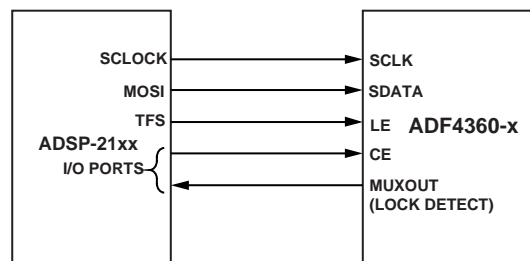 SCLOCK
MOSI
TFS
ADSP-21xx
I/O PORTS
SCLK
SDATA
LE
ADF4360-x
CE
MUXOUT
(LOCK DETECT)